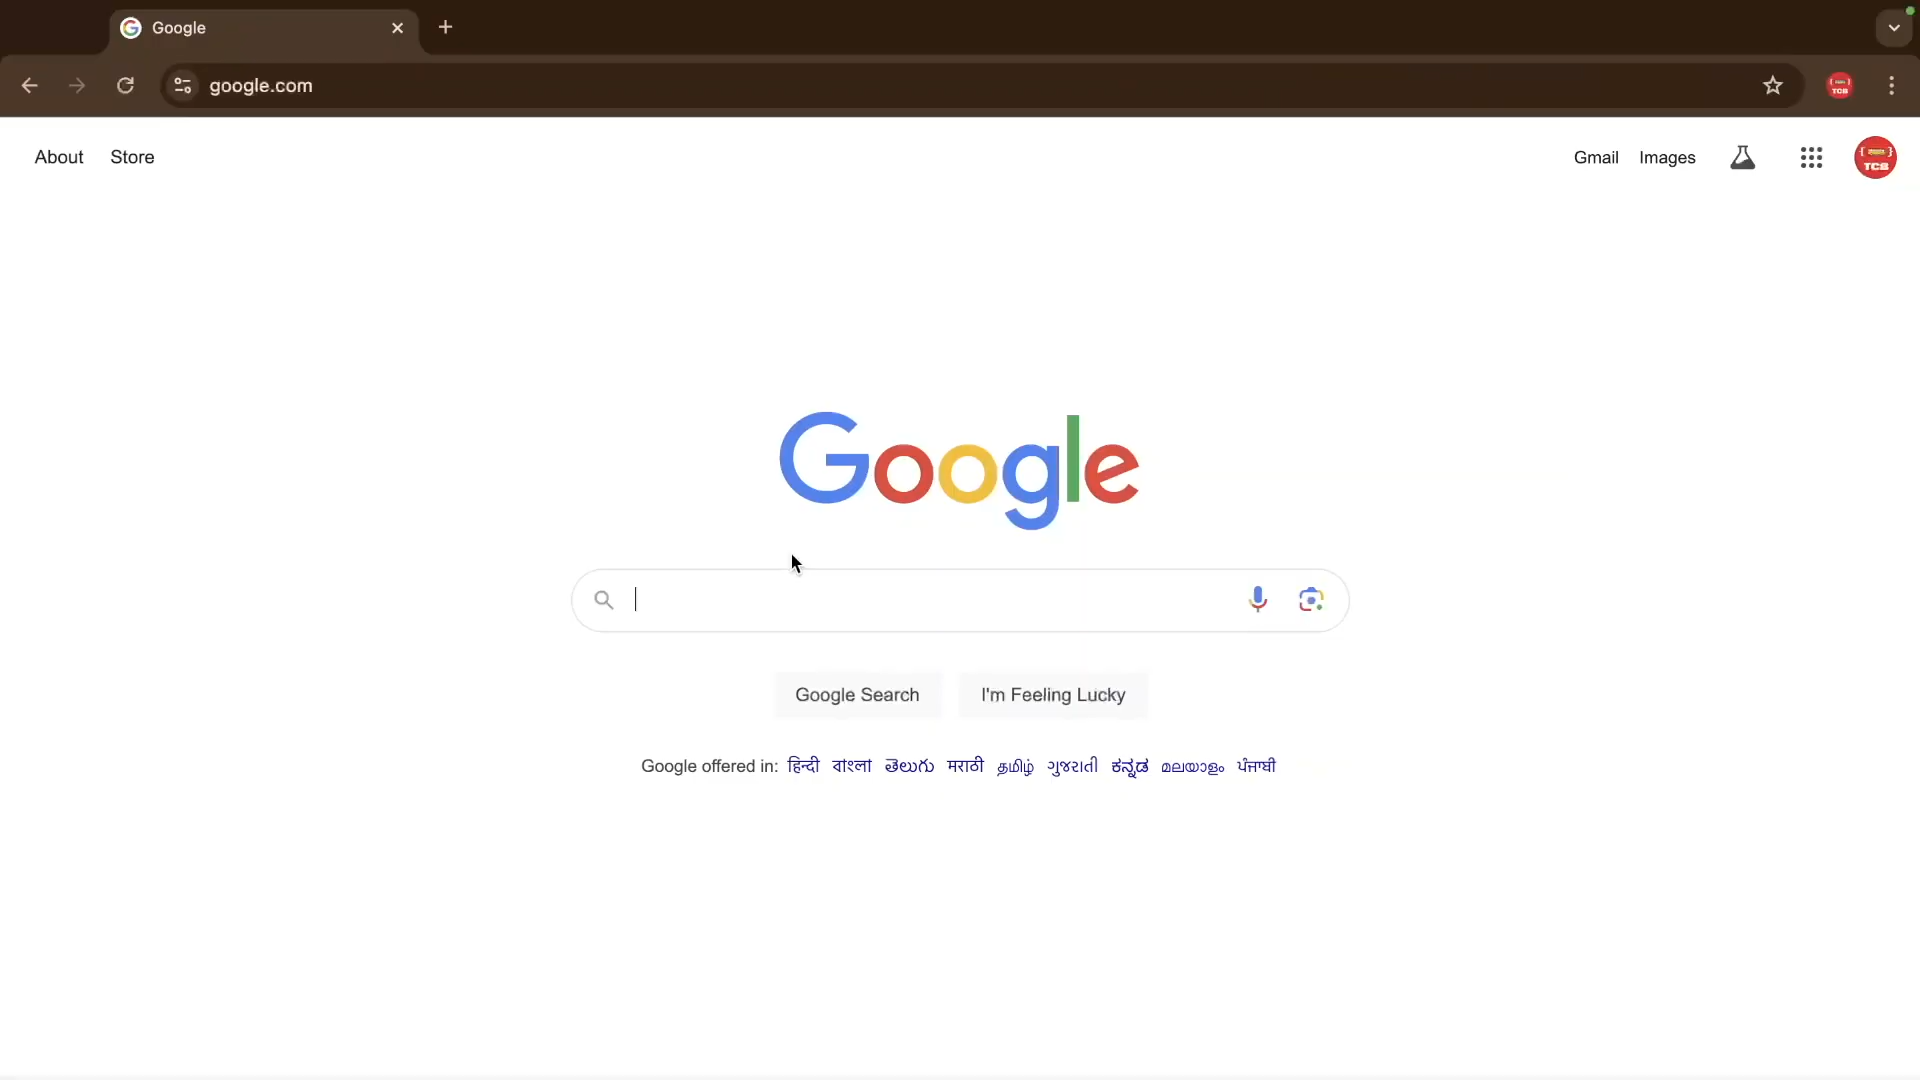 Google
google.com
About Store Gmail Images TCS
Google
Google Search I'm Feeling Lucky
Google offered in: हिन्दी বাংলা తెలుగు मराठी தமிழ் ગુજરાતી ಕನ್ನಡ മലയാളം ਪੰਜਾਬੀ